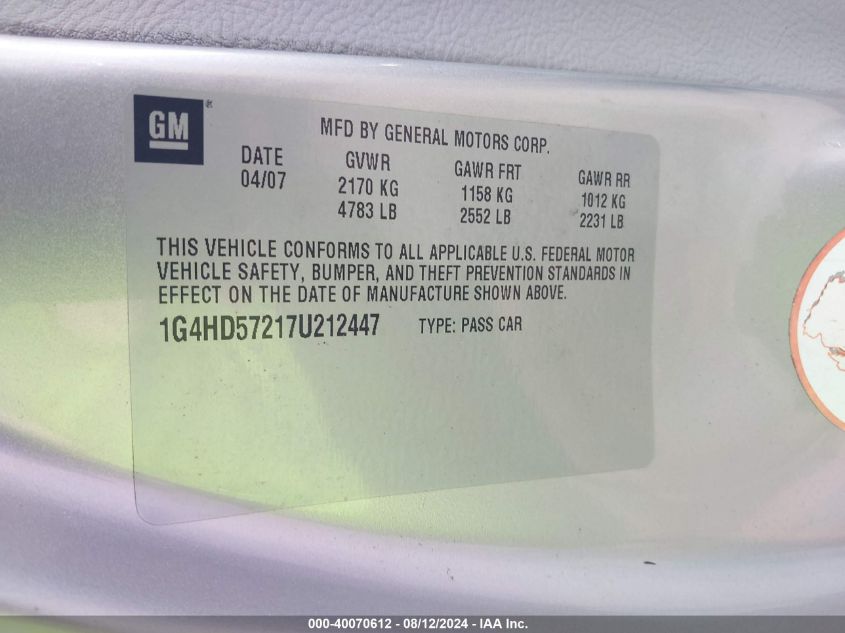 GM®
MFD BY GENERAL MOTORS CORP.
DATE GVWR GAWR FRT GAWR RR
04/07 2170 KG 1158 KG 1012 KG
4783 LB 2552 LB 2231 LB
THIS VEHICLE CONFORMS TO ALL APPLICABLE U.S. FEDERAL MOTOR
VEHICLE SAFETY, BUMPER, AND THEFT PREVENTION STANDARDS IN
EFFECT ON THE DATE OF MANUFACTURE SHOWN ABOVE.
1G4HD57217U212447 TYPE: PASS CAR
000-40070612 - 08/12/2024 - IAA Inc.